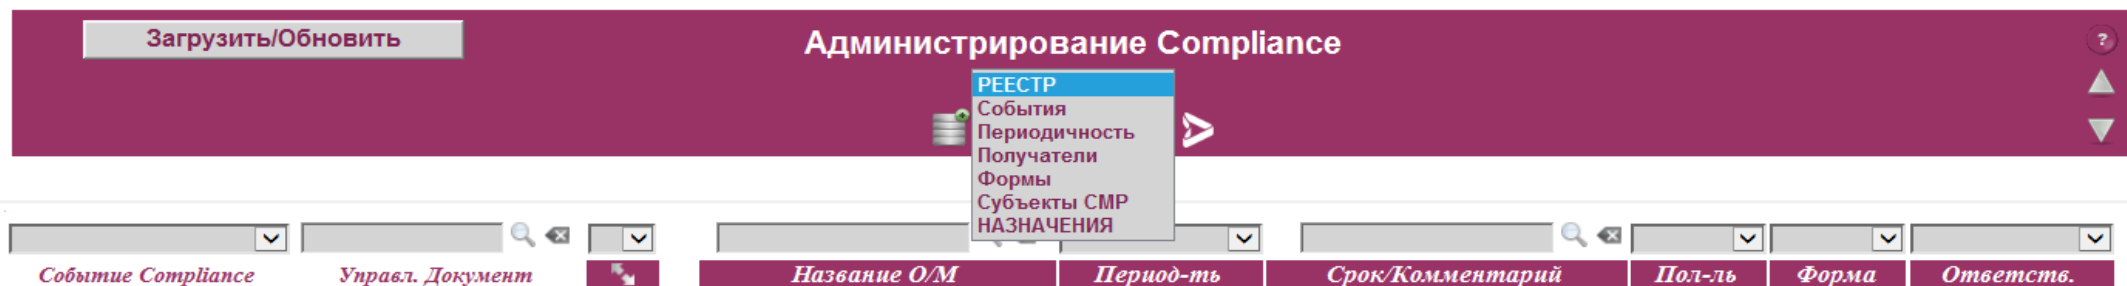 Загрузить/Обновить
Администрирование Compliance
?
РЕЕСТР
События
Периодичность
Получатели
Формы
Субъекты СМР
НАЗНАЧЕНИЯ
Событие Compliance Управл. Документ Название О/М Период-ть Срок/Комментарий Пол-ль Форма Ответств.